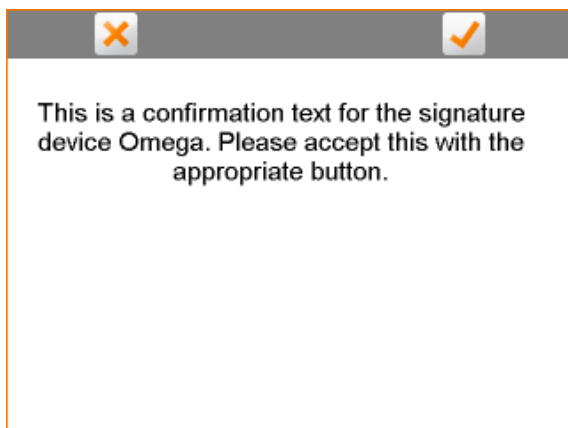 This is a confirmation text for the signature
device Omega. Please accept this with the
appropriate button.